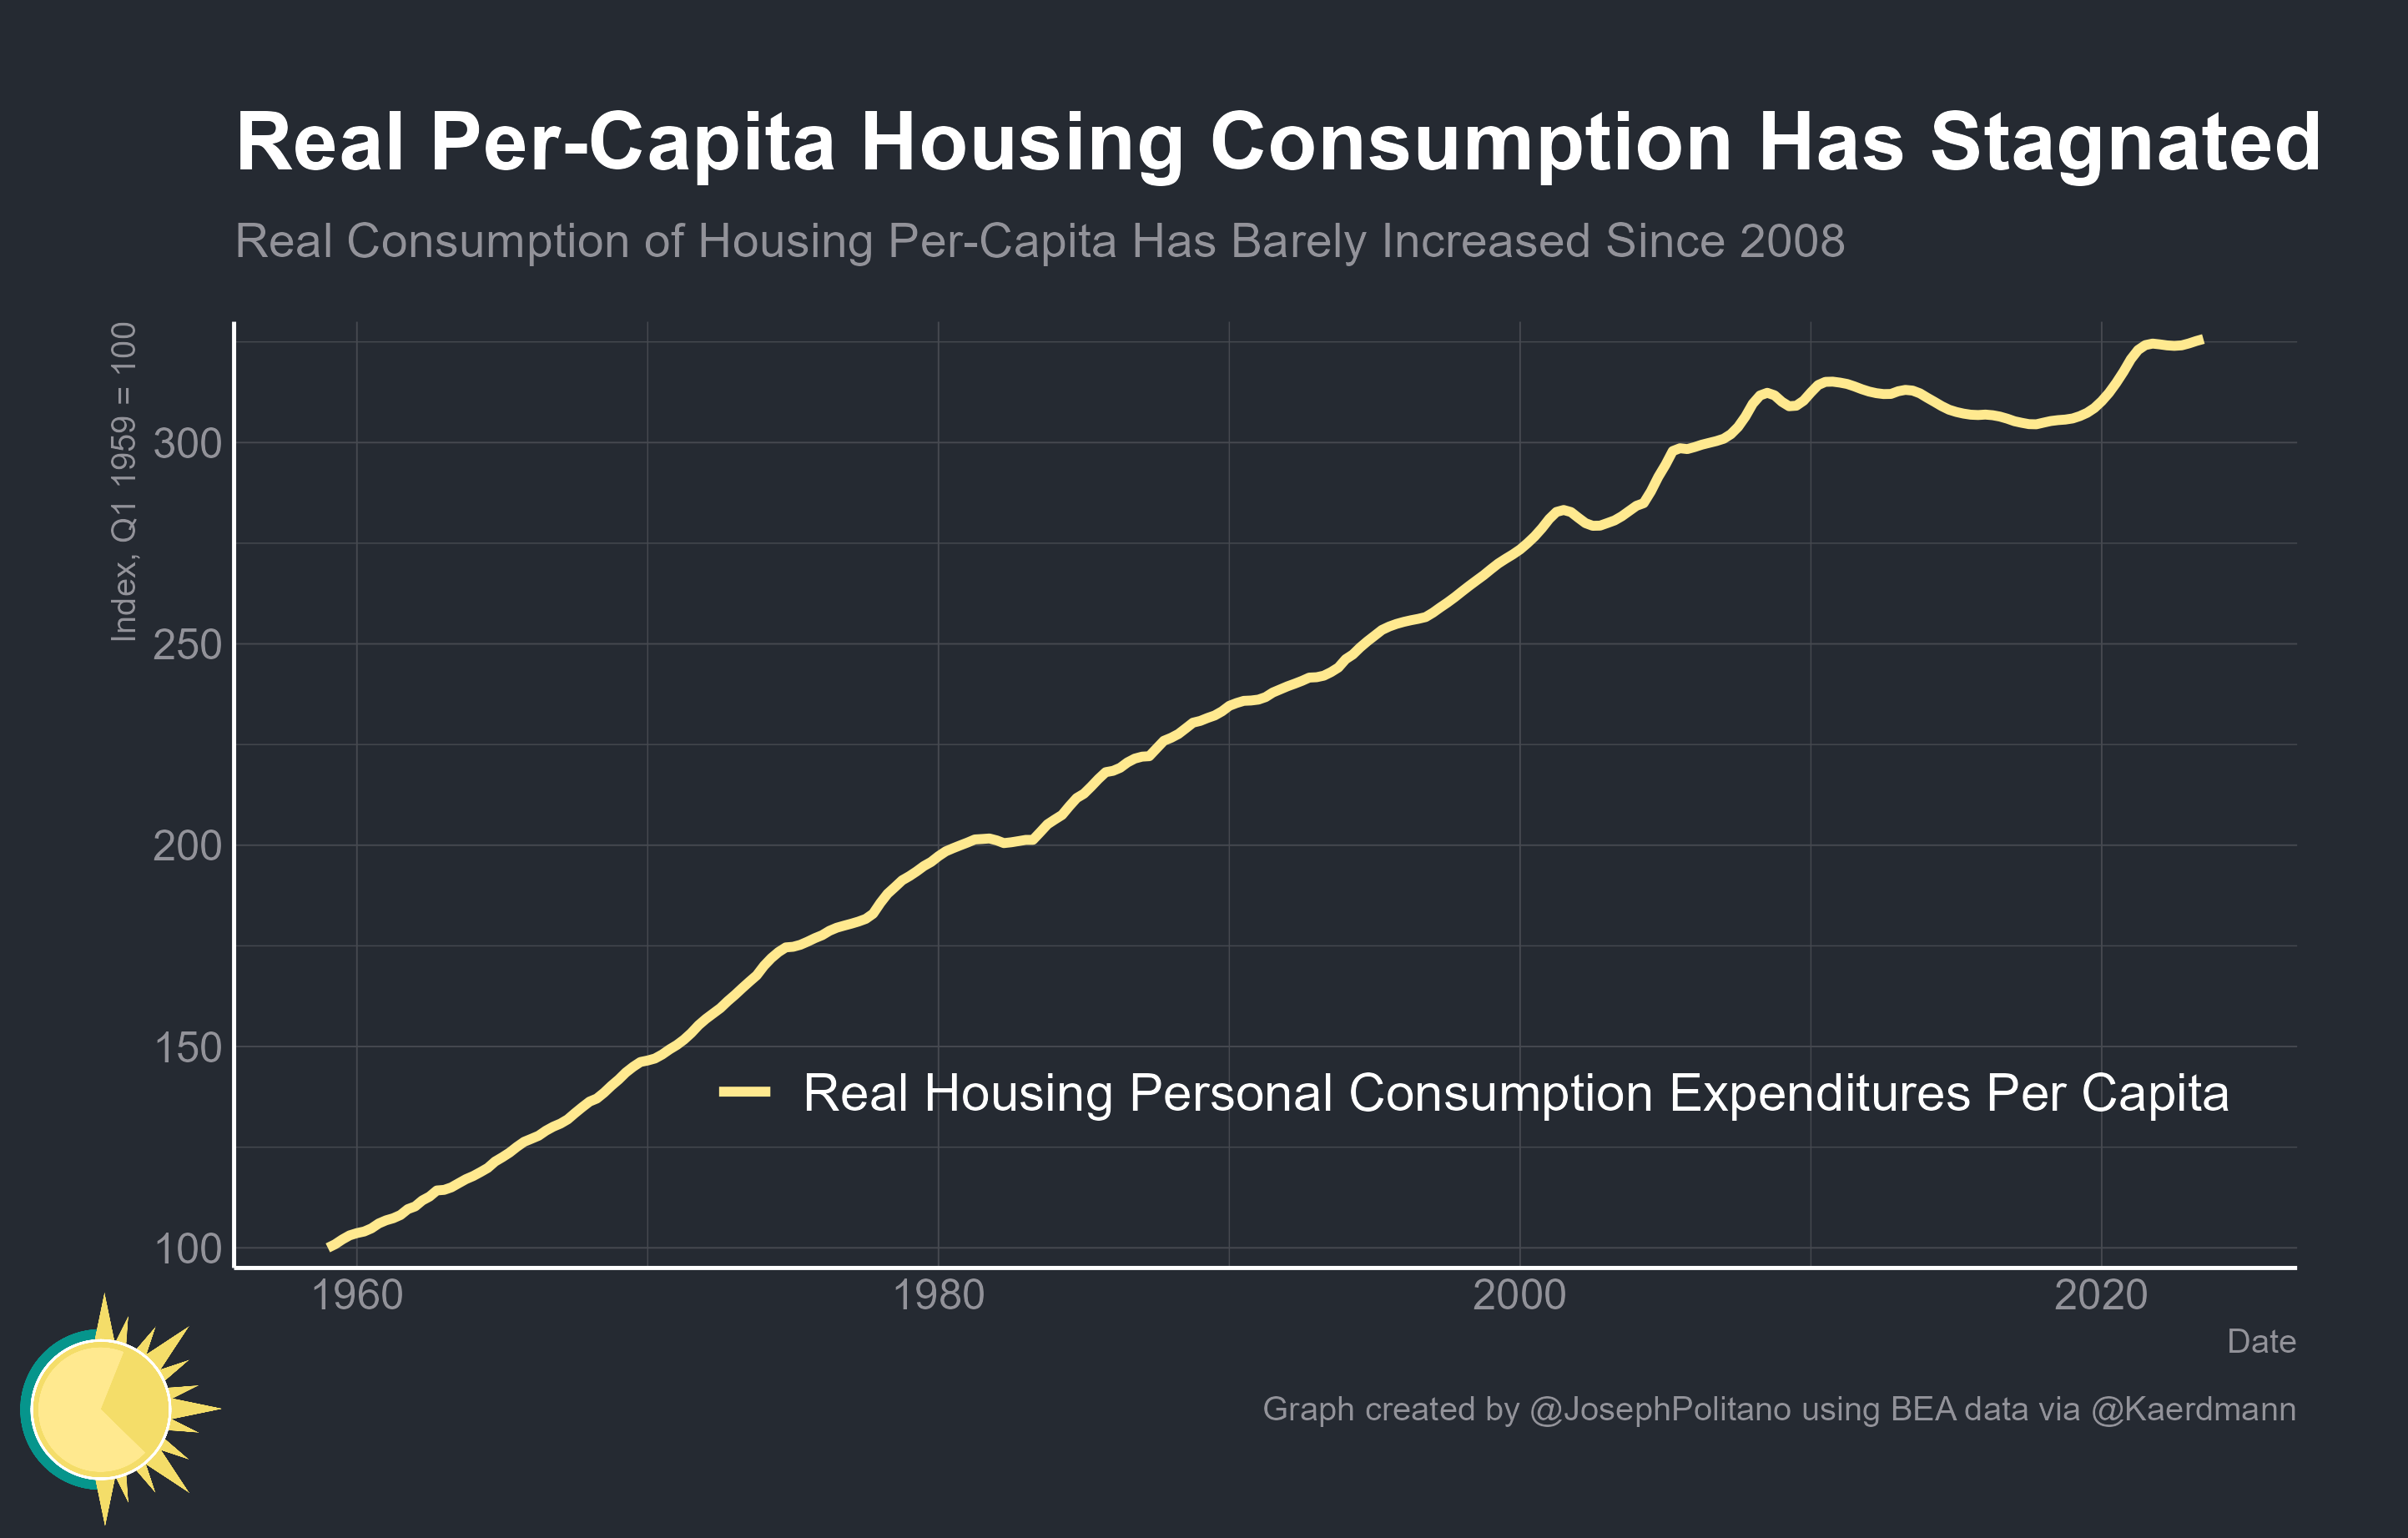 Real Per-Capita Housing Consumption Has Stagnated
Real Consumption of Housing Per-Capita Has Barely Increased Since 2008
Index, Q1 1959 = 100
300
250
200
150
100
Real Housing Personal Consumption Expenditures Per Capita
1960 1980 2000 2020
Date
Graph created by @JosephPolitano using BEA data via @Kaerdmann